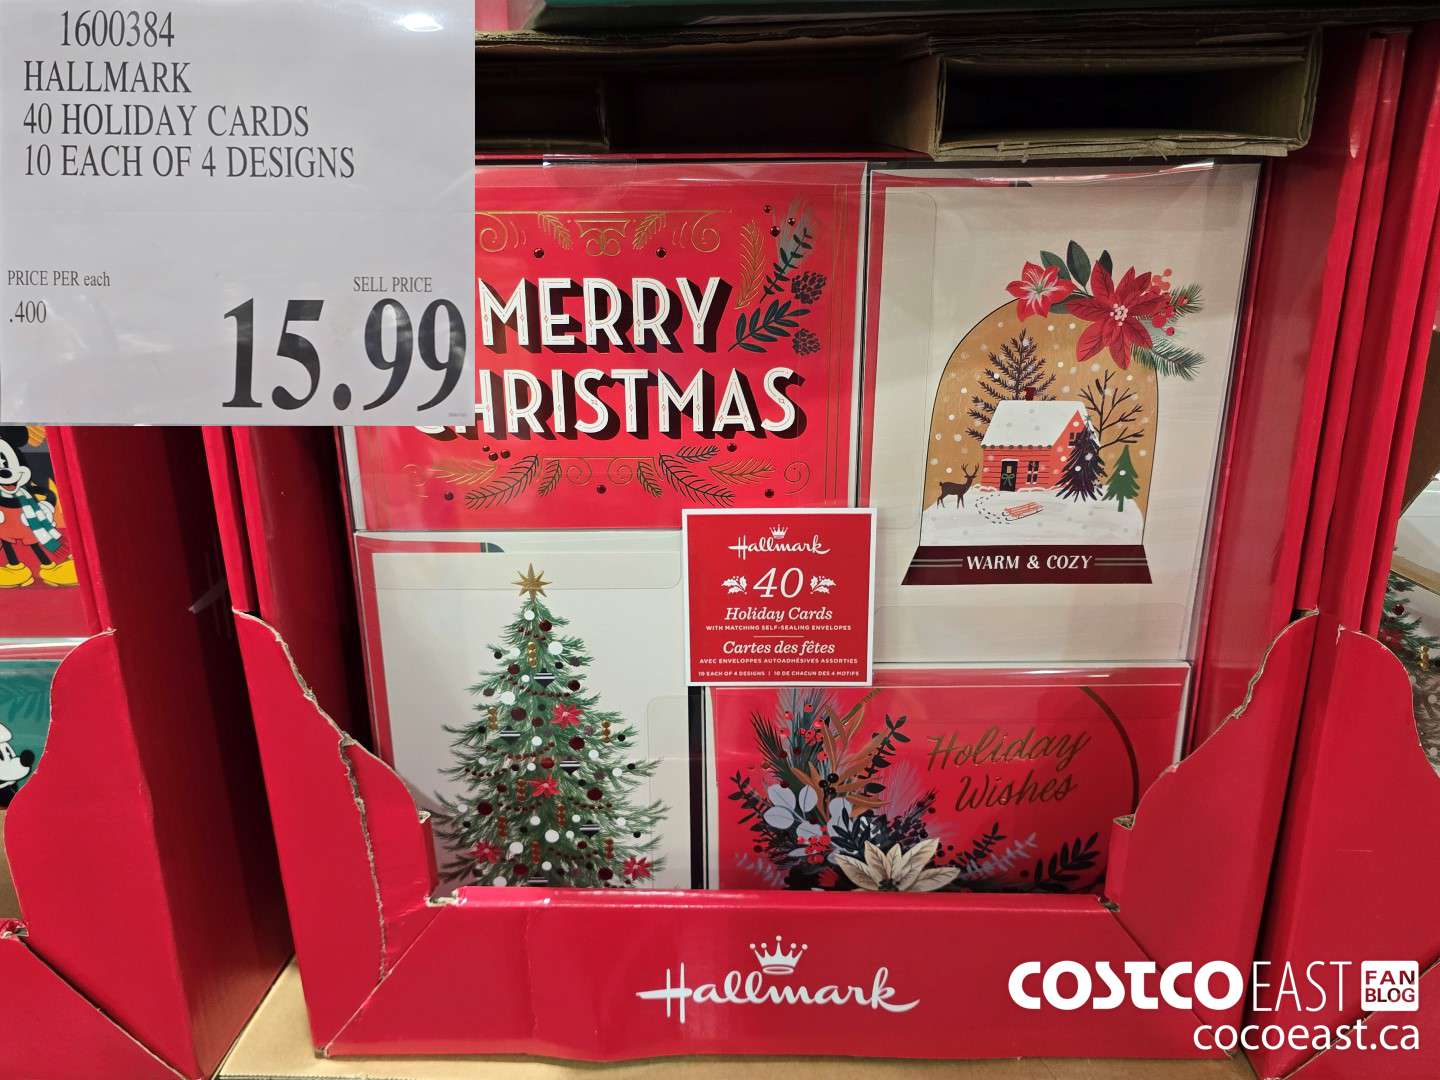 1600384
HALLMARK
40 HOLIDAY CARDS
10 EACH OF 4 DESIGNS
PRICE PER each
.400
SELL PRICE
15.99
MERRY
CHRISTMAS
WARM & COZY
Hallmark
40
Holiday Cards
WITH MATCHING SELF-SEALING ENVELOPES
Cartes des fêtes
AVEC ENVELOPPES AUTOADHÉSIVES ASSORTIES
10 EACH OF 4 DESIGNS | 10 DE CHACUN DES 4 MOTIFS
Holiday
Wishes
Hallmark
COSTCO EAST FAN BLOG
cocoeast.ca